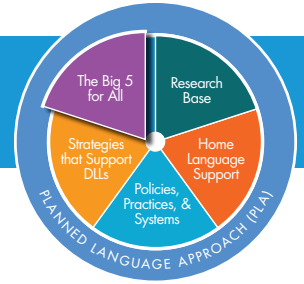 The Big 5
for All
Research
Base
Strategies
that Support
DLLs
Home
Language
Support
Policies,
Practices, &
Systems
PLANNED LANGUAGE APPROACH (PLA)